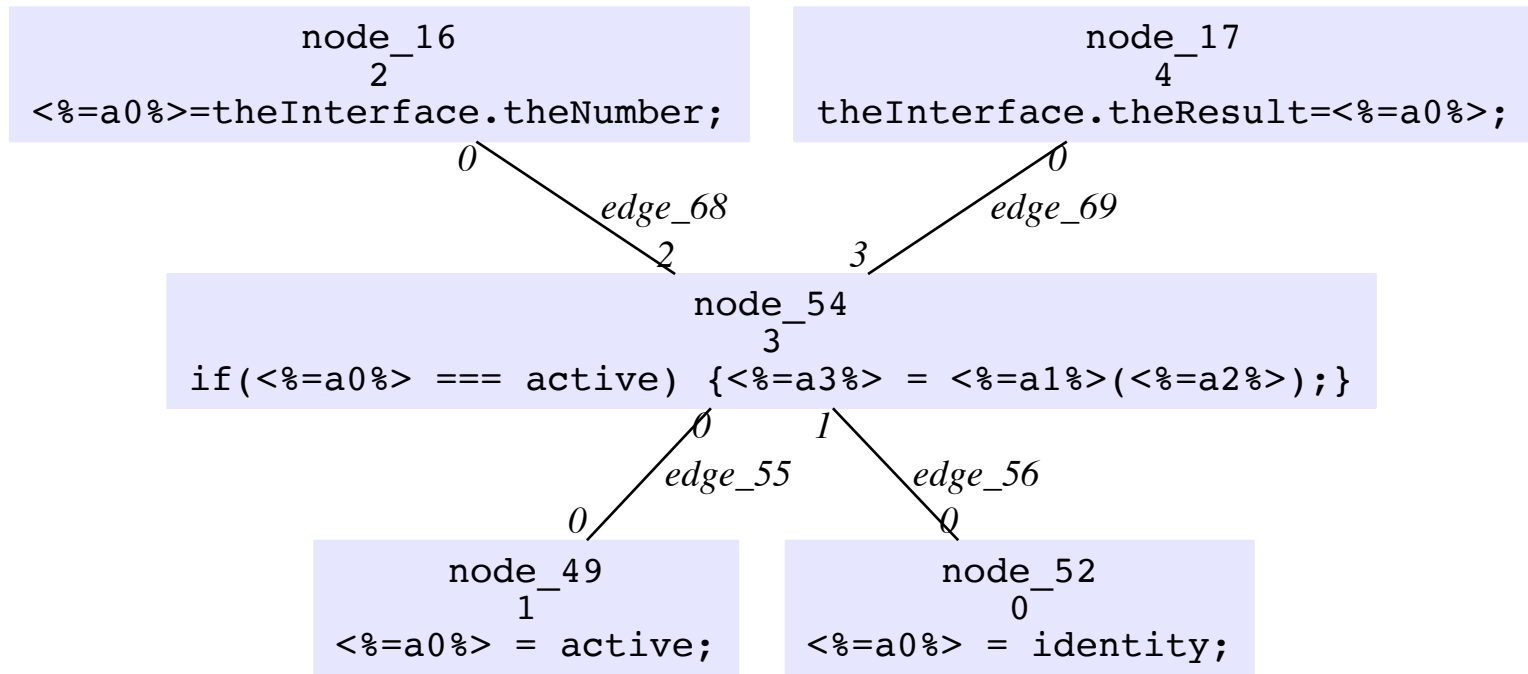 node_16
2
<%=a0%>=theInterface.theNumber;
node_17
4
theInterface.theResult=<%=a0%>;
0
0
edge_68
edge_69
2
3
node_54
3
if(<%=a0%> === active) {<%=a3%> = <%=a1%>(<%=a2%>);}
0
1
edge_55
edge_56
0
0
node_49
1
<%=a0%> = active;
node_52
0
<%=a0%> = identity;